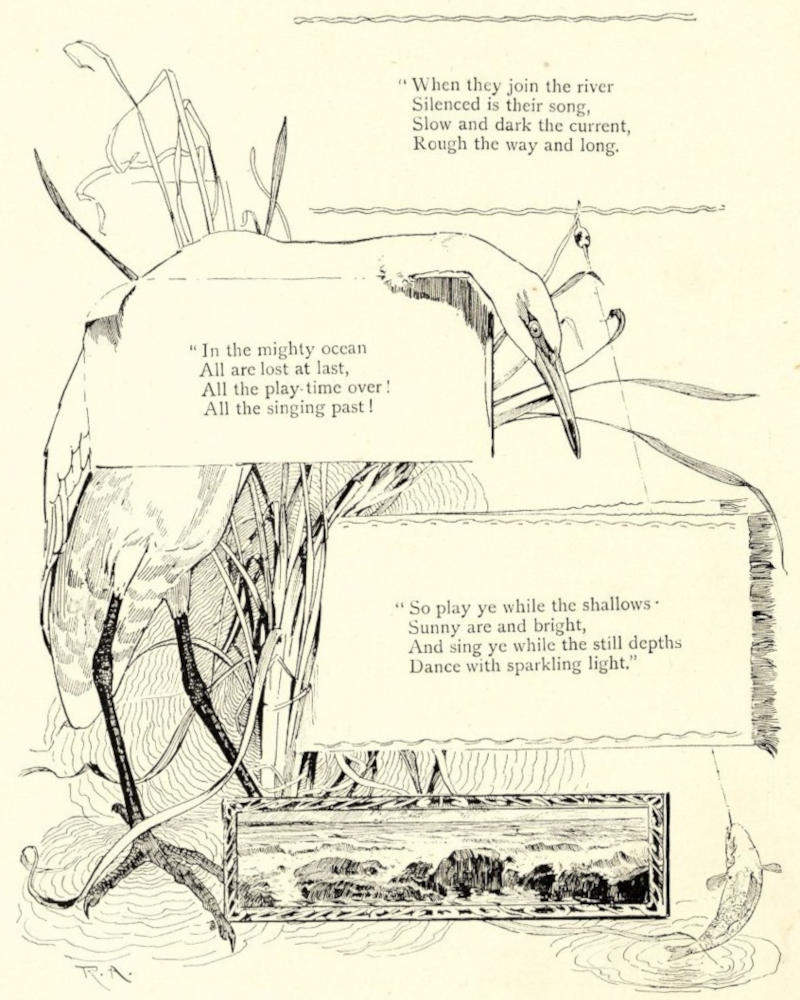 “ When they join the river
Silenced is their song,
Slow and dark the current,
Rough the way and long.
“ In the mighty ocean
All are lost at last,
All the play-time over!
All the singing past!
“ So play ye while the shallows
Sunny are and bright,
And sing ye while the still depths
Dance with sparkling light.”
R. A.